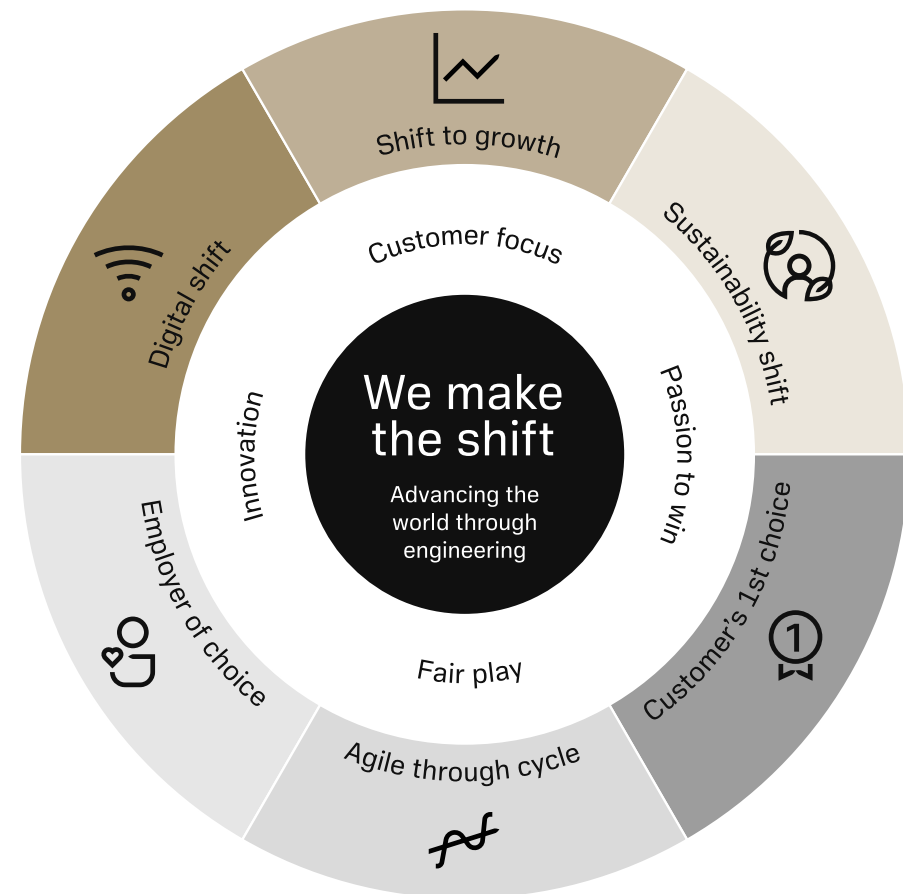 Shift to growth
Sustainability shift
Customer's 1st choice
Agile through cycle
Employer of choice
Digital shift
Customer focus
Passion to win
Fair play
Innovation
We make
the shift
Advancing the
world through
engineering
1